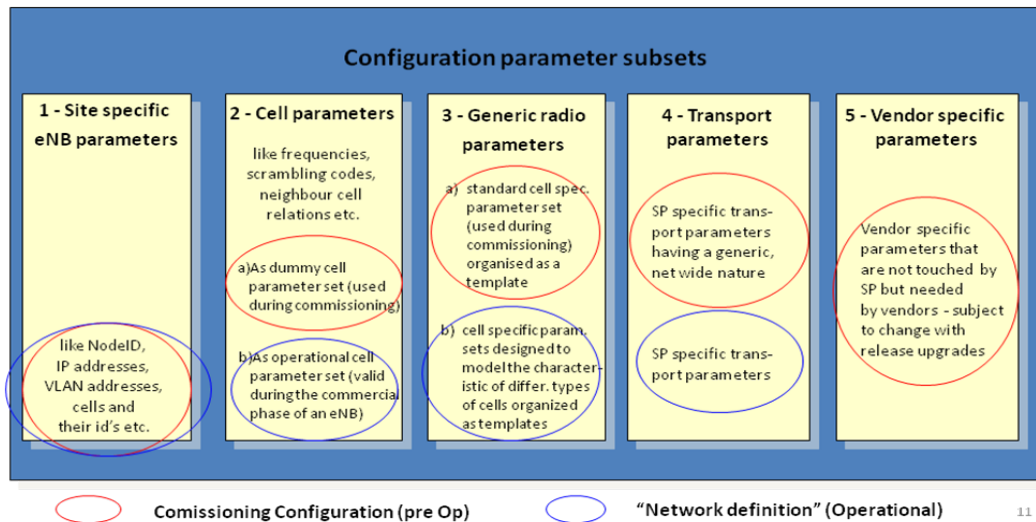 Configuration parameter subsets
1 - Site specific
eNB parameters
like NodeID,
IP addresses,
VLAN addresses,
cells and
their id's etc.
2 - Cell parameters
like frequencies,
scrambling codes,
neighbour cell
relations etc.
a)As dummy cell
parameter set (used
during commissioning)
b)As operational cell
parameter set (valid
during the commercial
phase of an eNB)
3 - Generic radio
parameters
a) standard cell spec.
parameter set
(used during
commissioning)
organised as a
template
b) cell specific param.
sets designed to
model the character-
istic of differ. types
of cells organized
as templates
4 - Transport
parameters
SP specific trans-
port parameters
having a generic,
net wide nature
SP specific trans-
port parameters
5 - Vendor specific
parameters
Vendor specific
parameters that
are not touched by
SP but needed
by vendors - subject
to change with
release upgrades
Comissioning Configuration (pre Op)
“Network definition” (Operational)
11